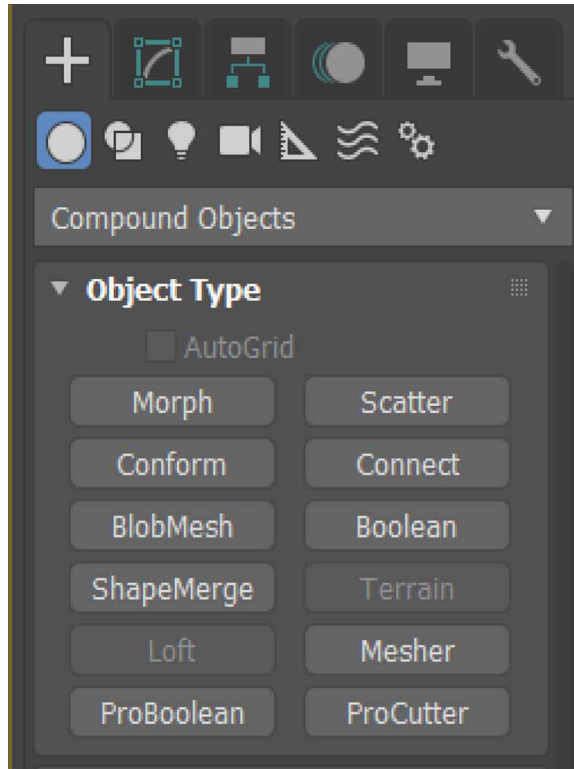 Compound Objects
Object Type
AutoGrid
Morph Scatter
Conform Connect
BlobMesh Boolean
ShapeMerge Terrain
Loft Mesher
ProBoolean ProCutter